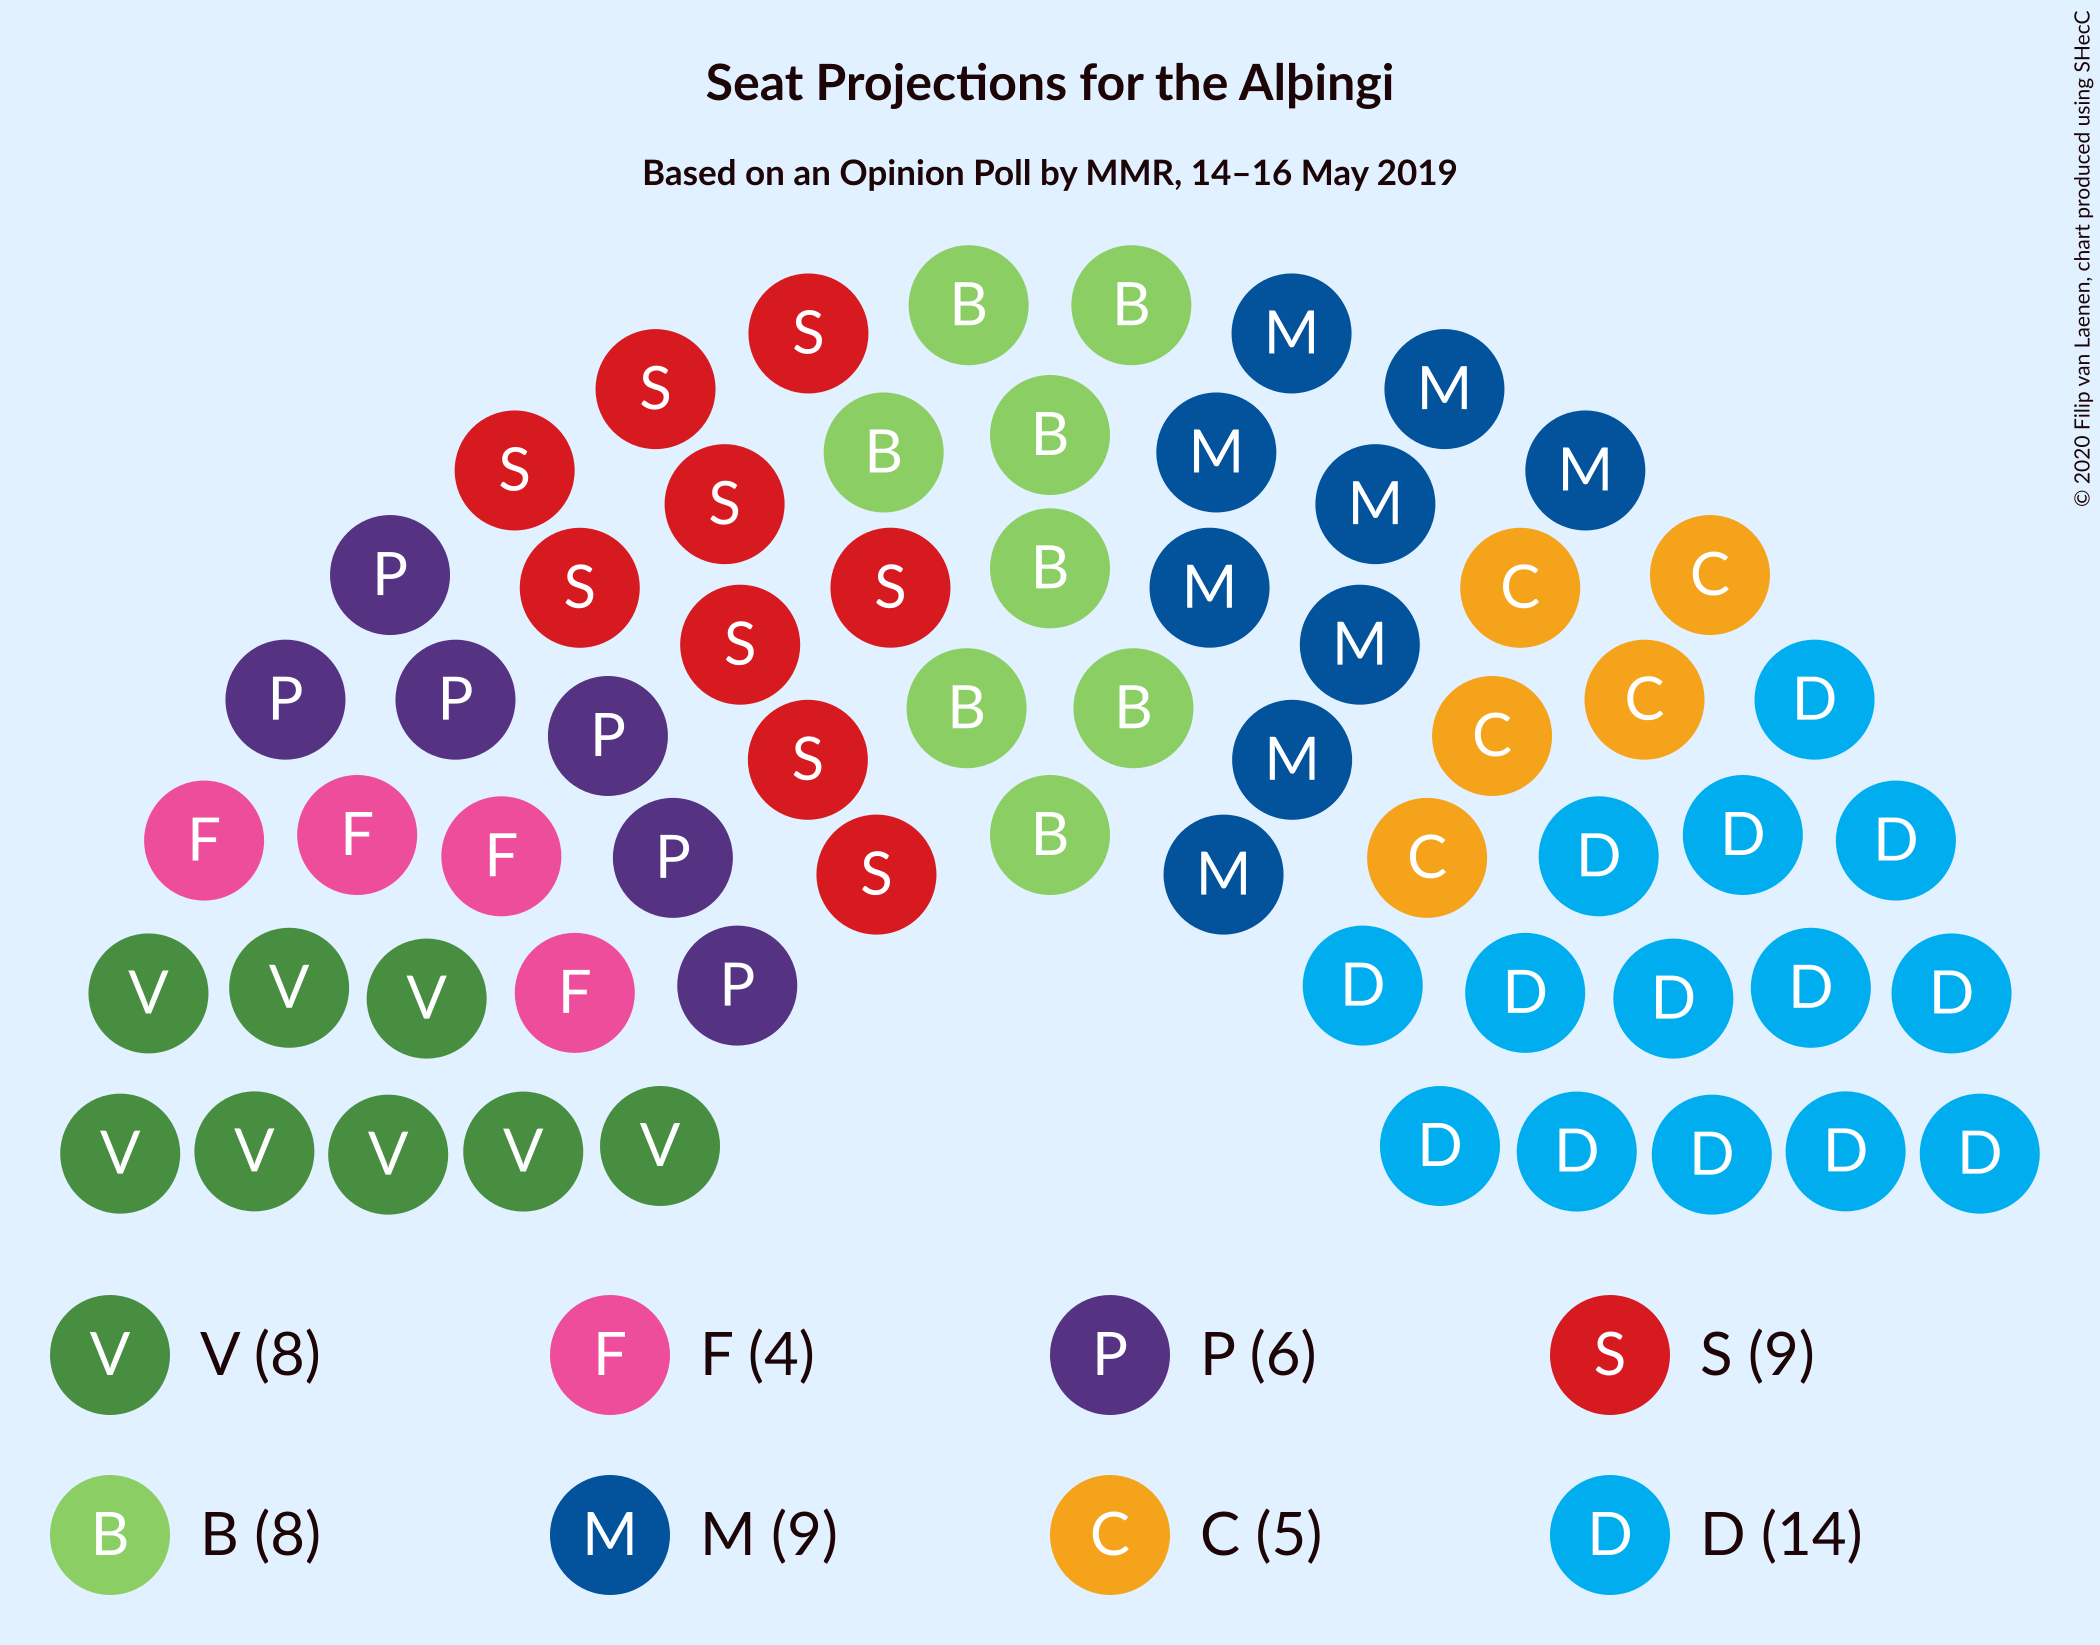 Seat Projections for the Alþingi
Based on an Opinion Poll by MMR, 14–16 May 2019
© 2020 Filip van Laenen, chart produced using SHecC
S B B M
S M
S S B B M M M
P S S B M C C
S M
P P P B B C C D
S M
F F F P B C D D D
S M
V V V F P D D D D D
V V V V V D D D D D
V V (8) F F (4) P P (6) S S (9)
B B (8) M M (9) C C (5) D D (14)